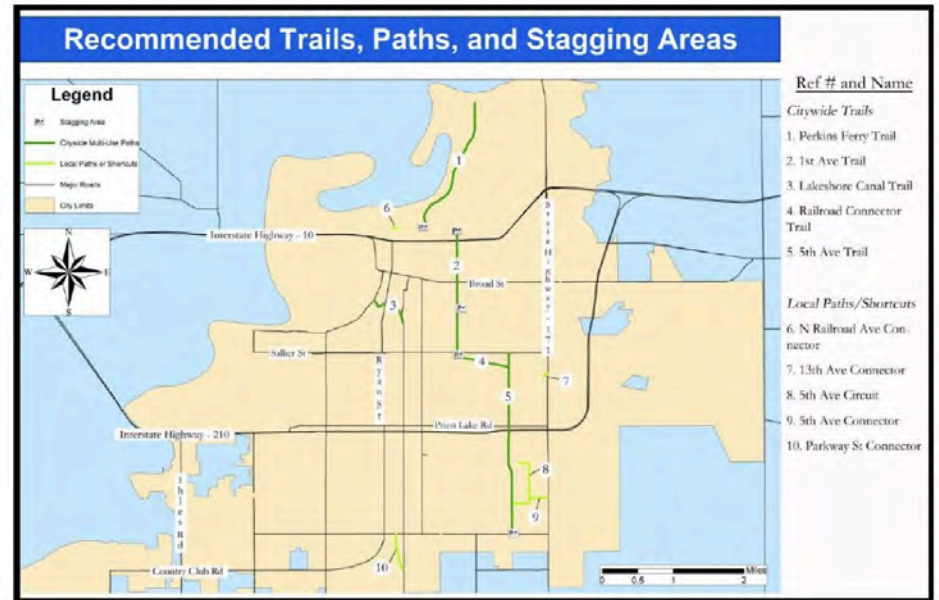 Recommended Trails, Paths, and Stagging Areas
Legend
Stagging Area
Citywide Multi-Use Paths
Local Paths or Shortcuts
Major Roads
City Limits
N
W
E
S
Interstate Highway - 10
State Highway - 171
Broad St
Sallier St
Ryan St
Prien Lake Rd
Interstate Highway - 210
Ihles Rd
Country Club Rd
1
2
3
4
5
6
7
8
9
10
0 0.5 1 2
Miles
Ref # and Name
Citywide Trails
1. Perkins Ferry Trail
2. 1st Ave Trail
3. Lakeshore Canal Trail
4. Railroad Connector
Trail
5. 5th Ave Trail
Local Paths/Shortcuts
6. N Railroad Ave Con-
nector
7. 13th Ave Connector
8. 5th Ave Circuit
9. 5th Ave Connector
10. Parkway St Connector